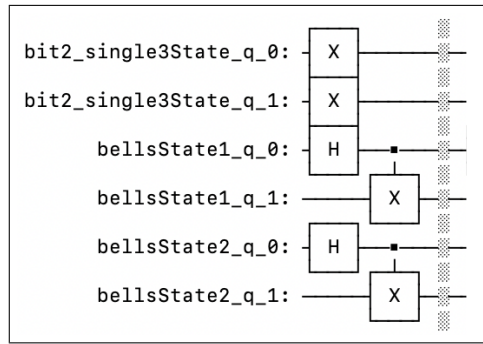 bit2_single3State_q_0: X
bit2_single3State_q_1: X
bellsState1_q_0: H
bellsState1_q_1: X
bellsState2_q_0: H
bellsState2_q_1: X